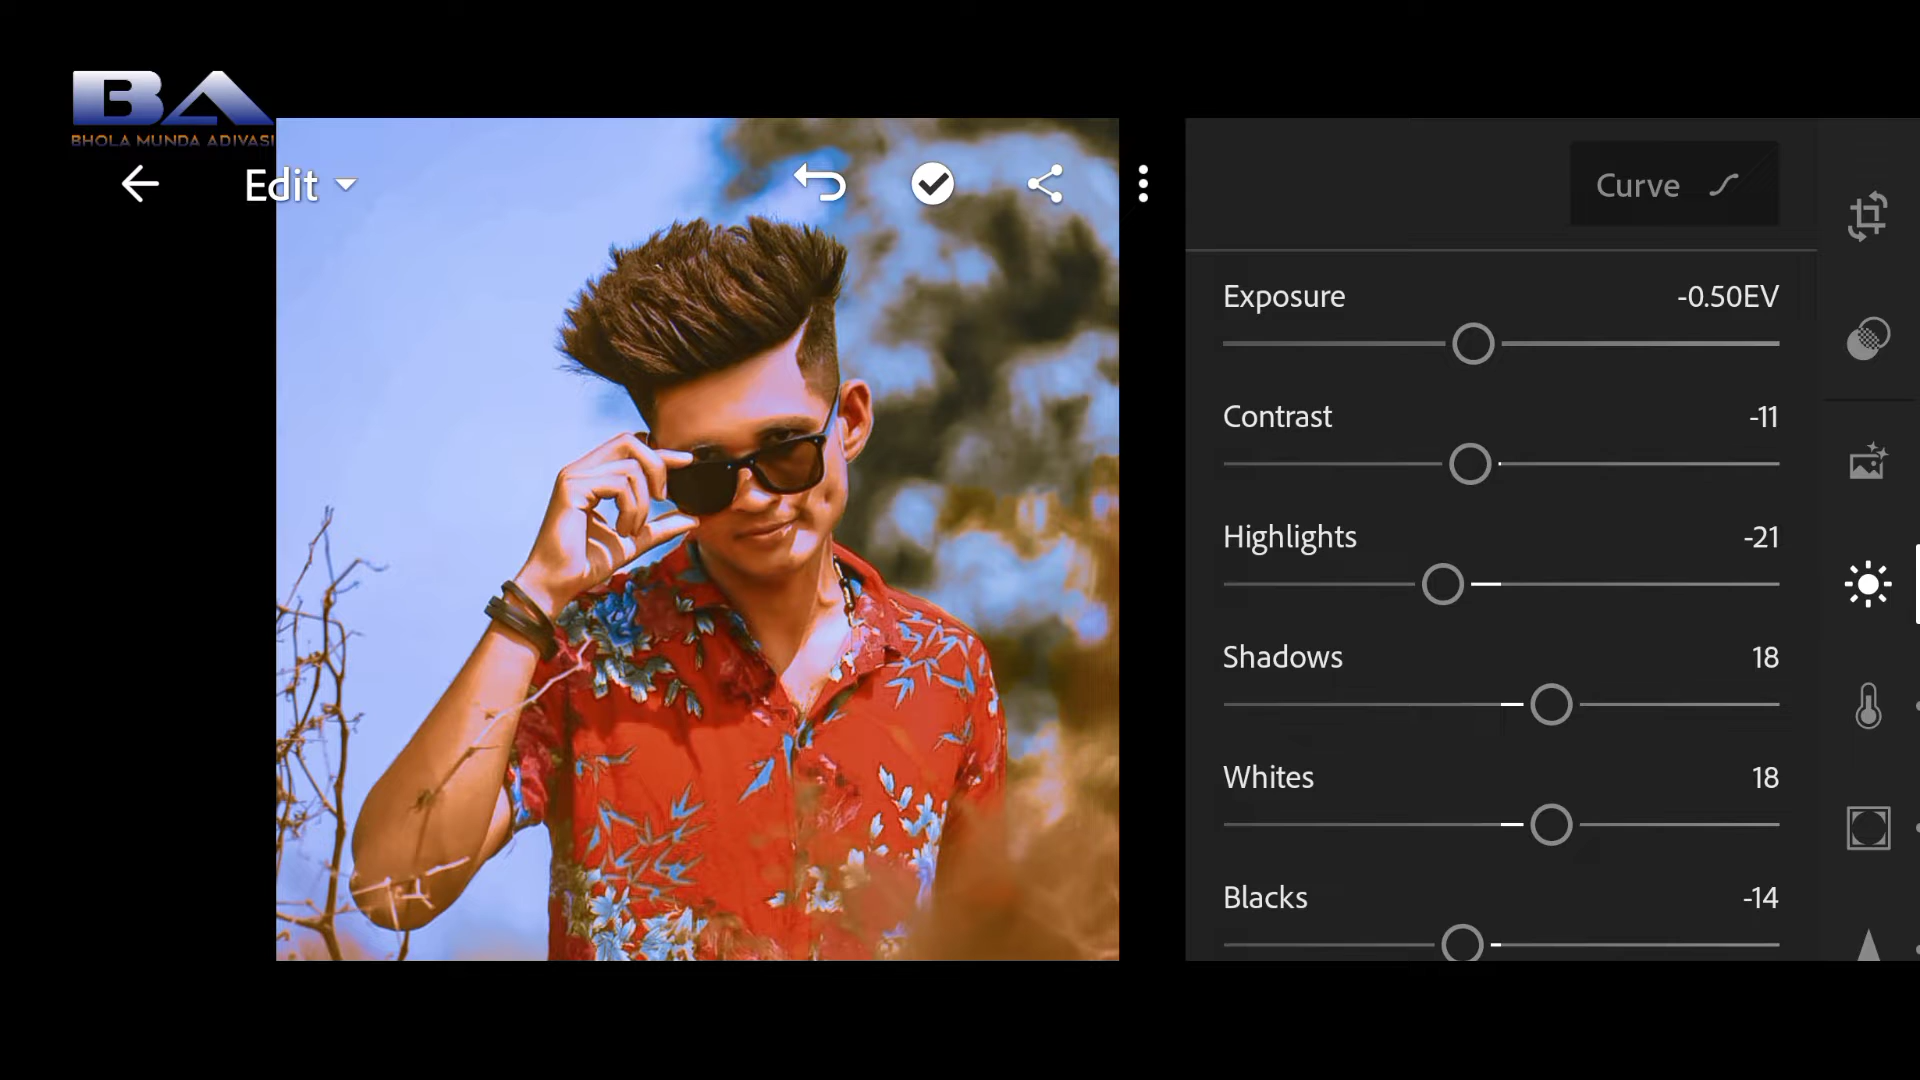 BA
BHOLA MUNDA ADIVASI
Edit
Curve
Exposure -0.50EV
Contrast -11
Highlights -21
Shadows 18
Whites 18
Blacks -14